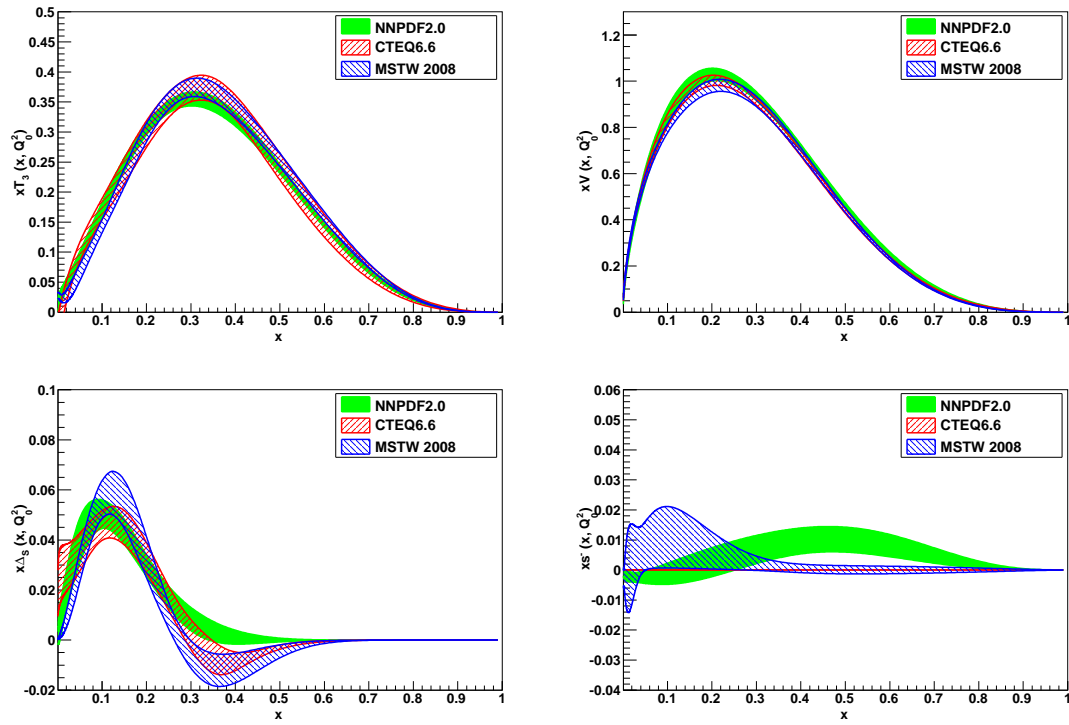 0.5
0.45
0.4
0.35
0.3
0.25
0.2
0.15
0.1
0.05
0
xT₃ (x, Q₀²)
0.1 0.2 0.3 0.4 0.5 0.6 0.7 0.8 0.9 1
x
NNPDF2.0
CTEQ6.6
MSTW 2008
1.2
1
0.8
0.6
0.4
0.2
0
xV (x, Q₀²)
0.1 0.2 0.3 0.4 0.5 0.6 0.7 0.8 0.9 1
x
NNPDF2.0
CTEQ6.6
MSTW 2008
0.1
0.08
0.06
0.04
0.02
0
-0.02
xΔₛ (x, Q₀²)
0.1 0.2 0.3 0.4 0.5 0.6 0.7 0.8 0.9 1
x
NNPDF2.0
CTEQ6.6
MSTW 2008
0.06
0.05
0.04
0.03
0.02
0.01
0
-0.01
-0.02
-0.03
-0.04
xs⁻ (x, Q₀²)
0.1 0.2 0.3 0.4 0.5 0.6 0.7 0.8 0.9 1
x
NNPDF2.0
CTEQ6.6
MSTW 2008